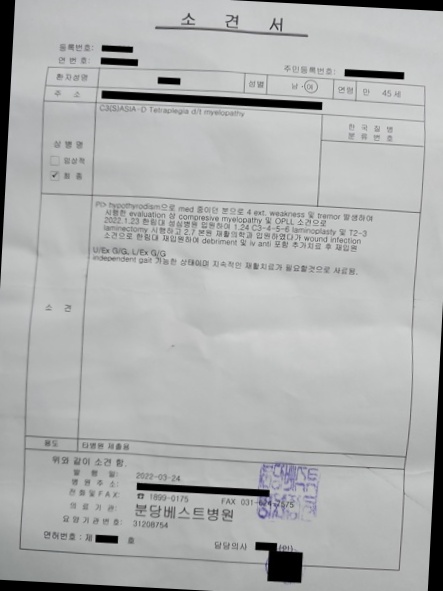 소 견 서
등록번호:
연 번 호:
주민등록번호:
환자성명 성별 남 · 여 연령 만 45 세
주 소
C3(5)ASIA-D Tetraplegia d/t myelopathy
한 국 질 병
분 류 번 호
상 병 명
임상적
최 종
PD> hypothyrodism으로 med 중이던 분으로 4 ext. weakness 및 tremor 발생하여
시행한 evaluation 상 compresive myelopathy 및 OPLL 소견으로
2022.1.23 한림대 성심병원 입원하여 1.24 C3-4-5-6 laminoplasty 및 T2-3
laminectomy 시행하고 2.7 본원 재활의학과 입원하였다가 wound infection
소견으로 한림대 재입원하여 debriment 및 iv anti 포함 추가치료 후 재입원
U/Ex G/G, L/Ex G/G
independent gait 가능한 상태이며 지속적인 재활치료가 필요할것으로 사료됨.
소 견
용도 타병원 제출용
위와 같이 소견 함.
발 행 일: 2022-03-24
병 원 주 소:
전 화 및 F A X: ☎ 1899-0175 FAX 031-624-7575
의 료 기 관: 분당베스트병원
요 양 기 관 번 호: 31208754
면허번호 : 제 호 담당의사 (인)